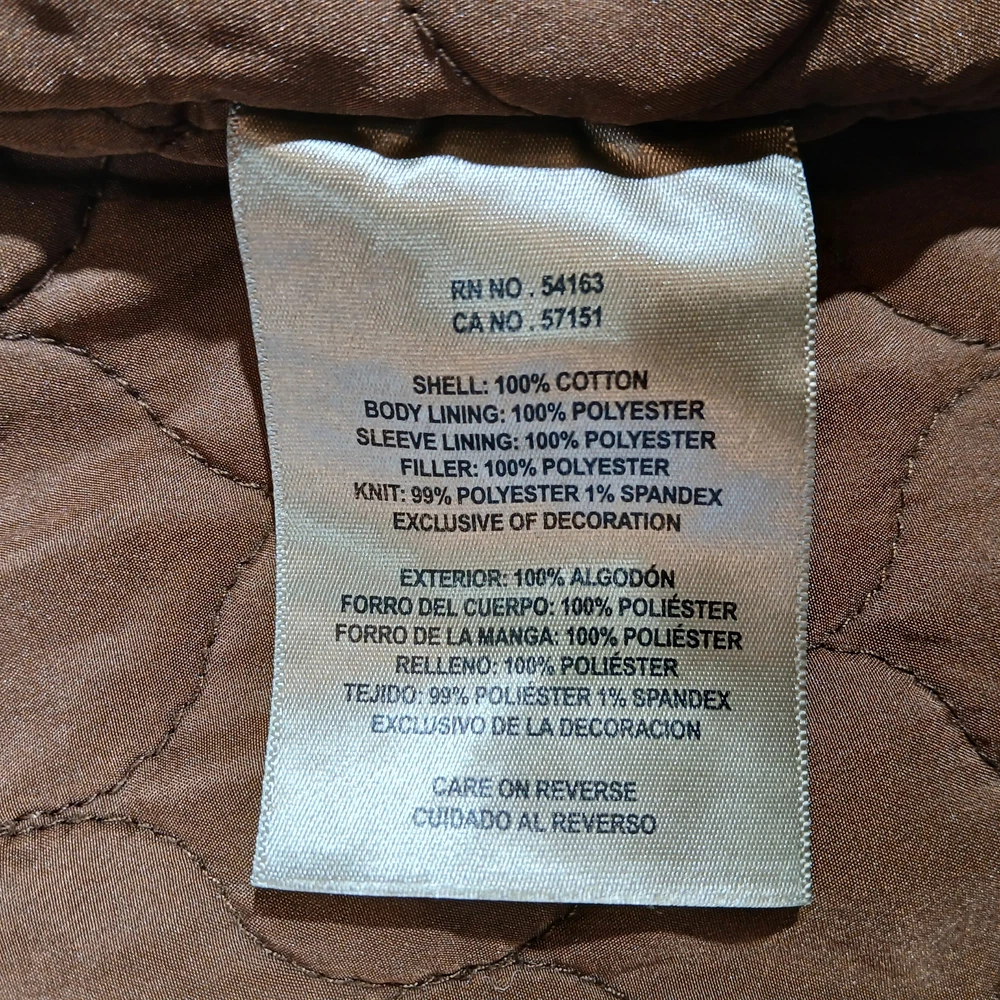 RN NO . 54163
CA NO . 57151
SHELL: 100% COTTON
BODY LINING: 100% POLYESTER
SLEEVE LINING: 100% POLYESTER
FILLER: 100% POLYESTER
KNIT: 99% POLYESTER 1% SPANDEX
EXCLUSIVE OF DECORATION
EXTERIOR: 100% ALGODÓN
FORRO DEL CUERPO: 100% POLIÉSTER
FORRO DE LA MANGA: 100% POLIÉSTER
RELLENO: 100% POLIÉSTER
TEJIDO: 99% POLIÉSTER 1% SPANDEX
EXCLUSIVO DE LA DECORACION
CARE ON REVERSE
CUIDADO AL REVERSO